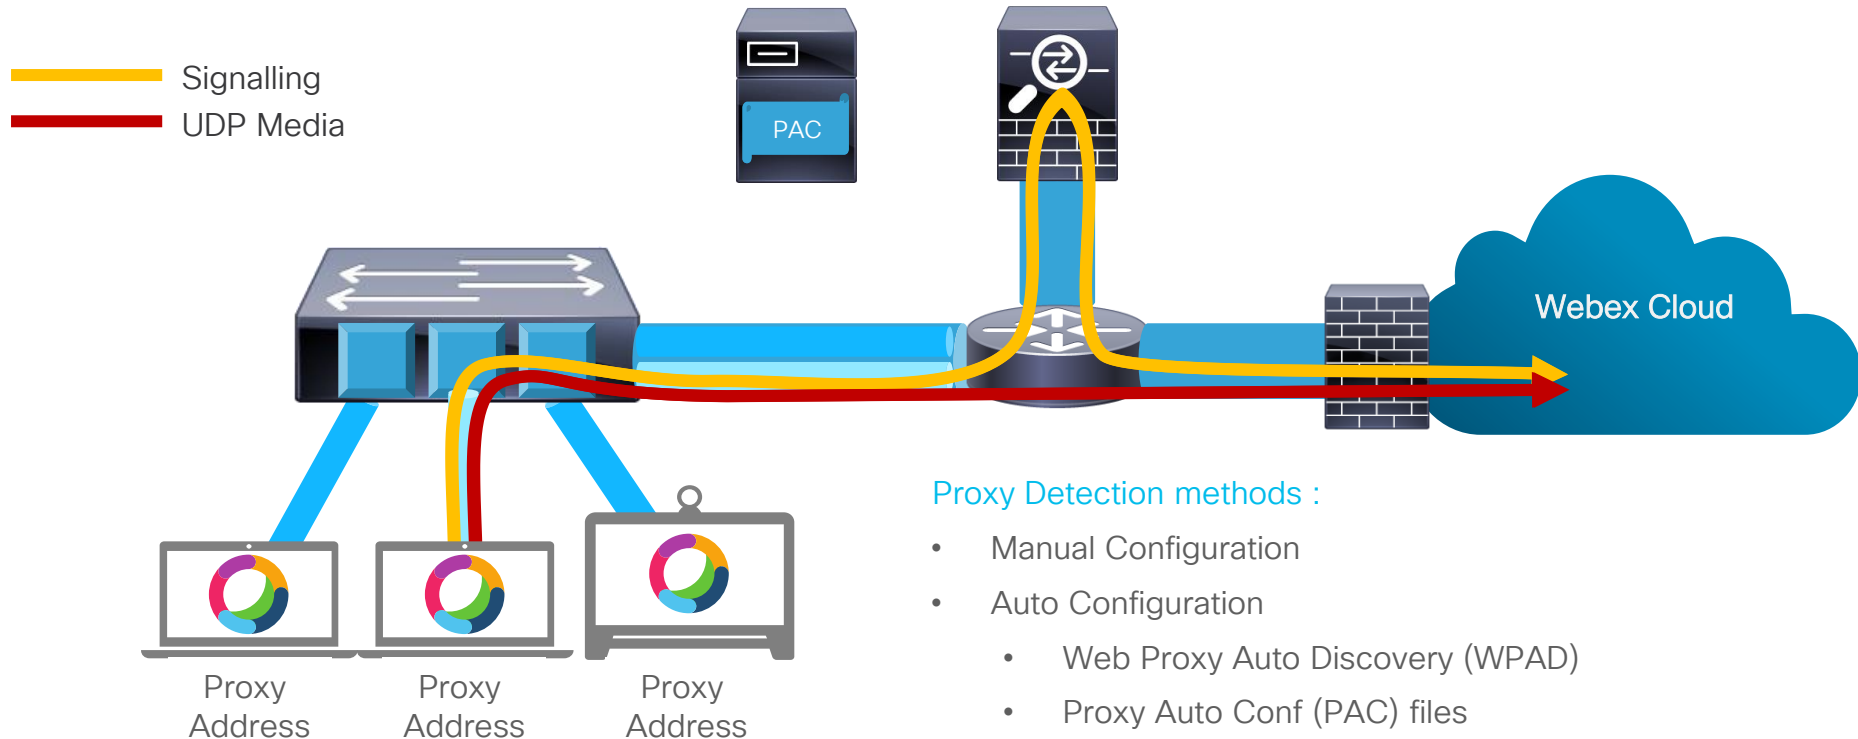 Signalling
UDP Media
PAC
Webex Cloud
Proxy Detection methods :
• Manual Configuration
• Auto Configuration
• Web Proxy Auto Discovery (WPAD)
• Proxy Auto Conf (PAC) files
Proxy
Address
Proxy
Address
Proxy
Address